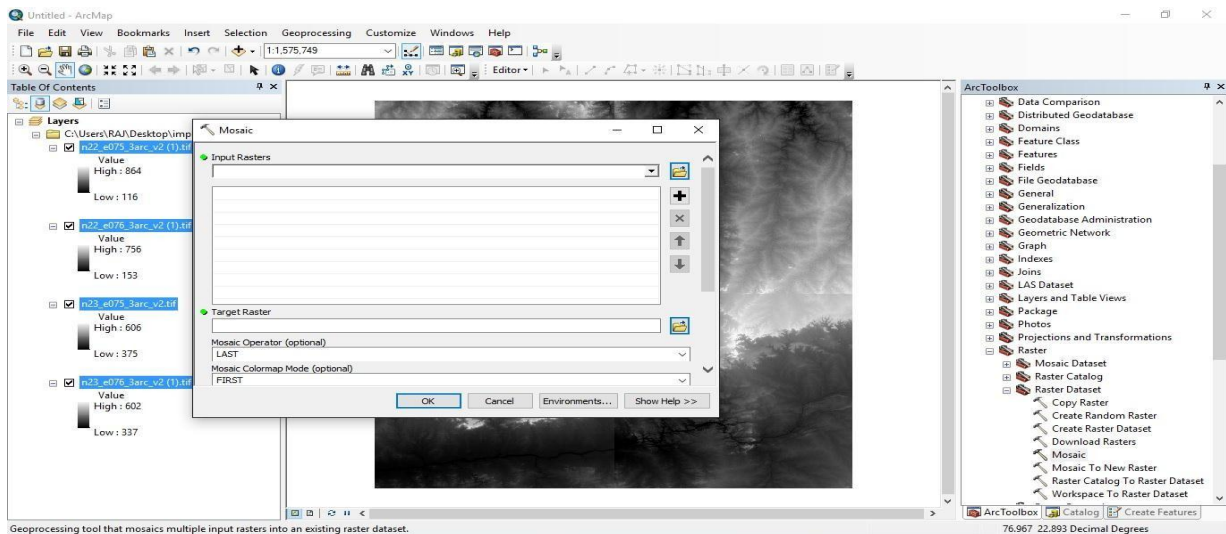 Untitled - ArcMap
File Edit View Bookmarks Insert Selection Geoprocessing Customize Windows Help
1:1,575,749
Editor
Table Of Contents
Layers
C:\Users\RAJ\Desktop\imp
n22_e075_3arc_v2 (1).tif
Value
High : 864
Low : 116
n22_e076_3arc_v2 (1).tif
Value
High : 756
Low : 153
n23_e075_3arc_v2.tif
Value
High : 606
Low : 375
n23_e076_3arc_v2 (1).tif
Value
High : 602
Low : 337
Mosaic
Input Rasters
Target Raster
Mosaic Operator (optional)
LAST
Mosaic Colormap Mode (optional)
FIRST
OK Cancel Environments... Show Help >>
ArcToolbox
Data Comparison
Distributed Geodatabase
Domains
Feature Class
Features
Fields
File Geodatabase
General
Generalization
Geodatabase Administration
Geometric Network
Graph
Indexes
Joins
LAS Dataset
Layers and Table Views
Package
Photos
Projections and Transformations
Raster
Mosaic Dataset
Raster Catalog
Raster Dataset
Copy Raster
Create Random Raster
Create Raster Dataset
Download Rasters
Mosaic
Mosaic To New Raster
Raster Catalog To Raster Dataset
Workspace To Raster Dataset
ArcToolbox Catalog Create Features
Geoprocessing tool that mosaics multiple input rasters into an existing raster dataset.
76.967 22.893 Decimal Degrees